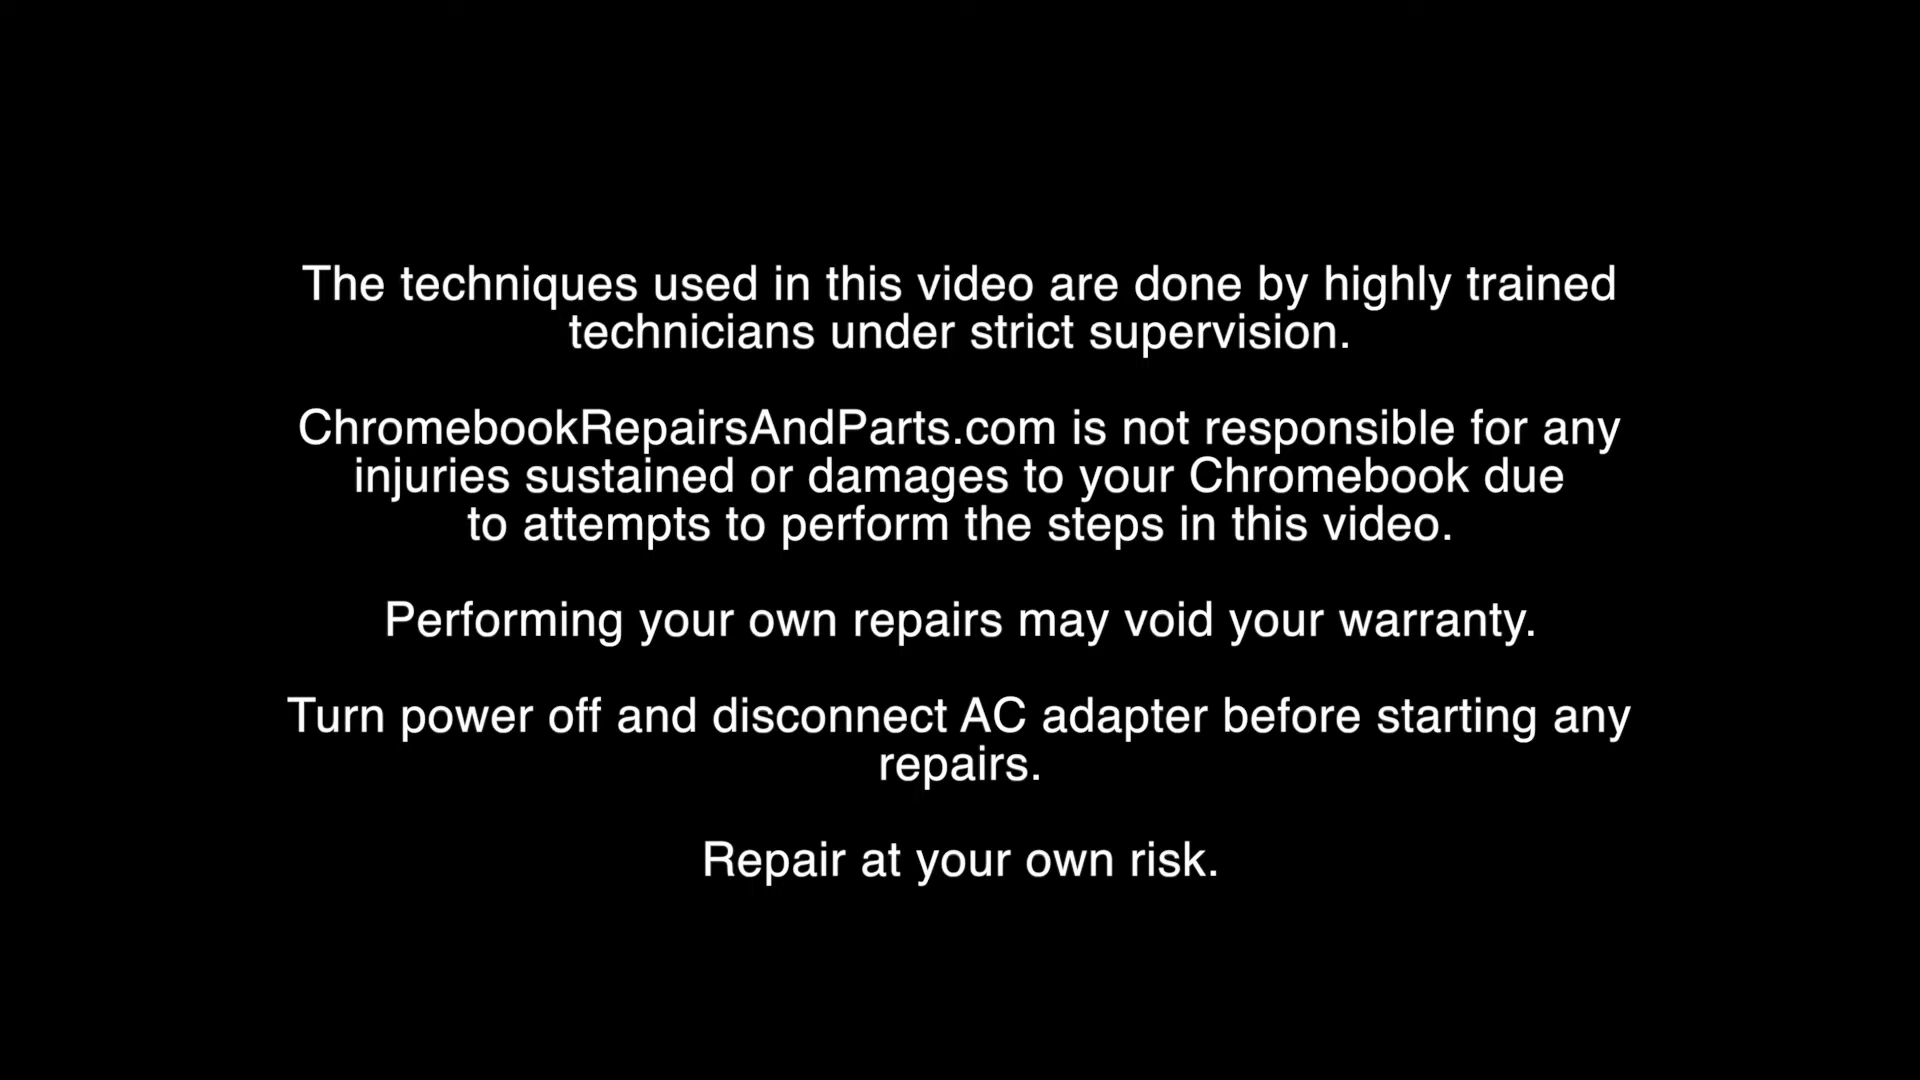 The techniques used in this video are done by highly trained
technicians under strict supervision.
ChromebookRepairsAndParts.com is not responsible for any
injuries sustained or damages to your Chromebook due
to attempts to perform the steps in this video.
Performing your own repairs may void your warranty.
Turn power off and disconnect AC adapter before starting any
repairs.
Repair at your own risk.